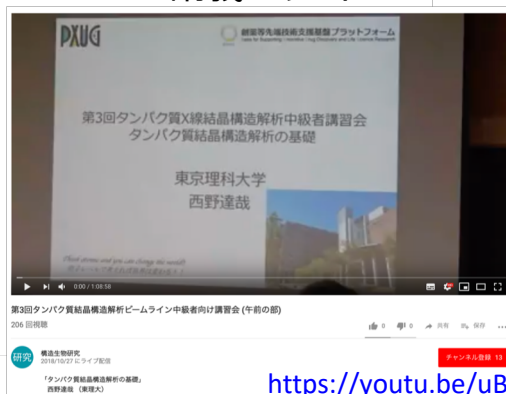 PXUG
創薬等先端技術支援基盤プラットフォーム
第3回タンパク質X線結晶構造解析中級者講習会
タンパク質結晶構造解析の基礎
東京理科大学
西野達哉
0:00 / 1:08:56
第3回タンパク質結晶構造解析ビームライン中級者向け講習会 (午前の部)
206 回視聴
0
0
共有
保存
研究
構造生物研究
2018/10/27 にライブ配信
チャンネル登録 13
「タンパク質結晶構造解析の基礎」
西野達哉 (東理大)
https://youtu.be/uB